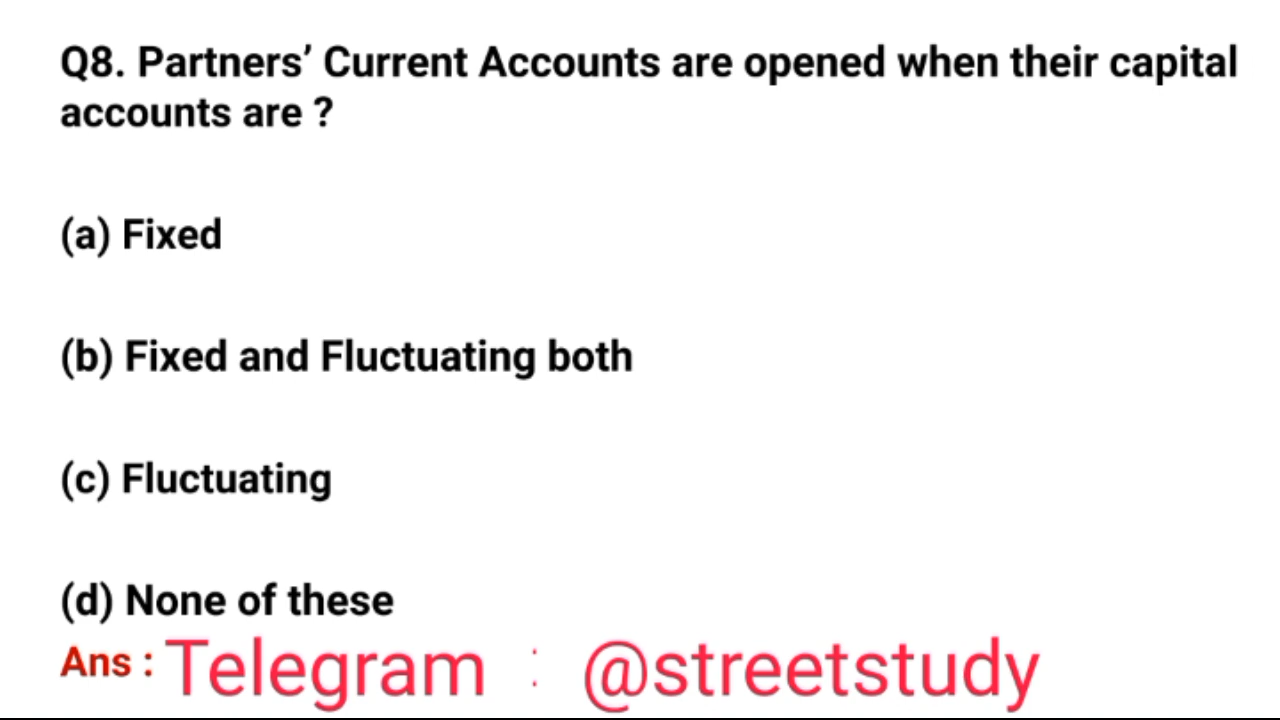 Q8. Partners’ Current Accounts are opened when their capital
accounts are ?
(a) Fixed
(b) Fixed and Fluctuating both
(c) Fluctuating
(d) None of these
Ans : Telegram : @streetstudy